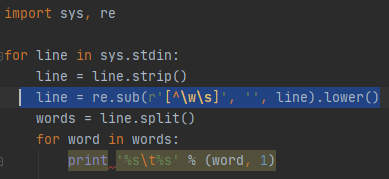 import sys, re
for line in sys.stdin:
    line = line.strip()
    line = re.sub(r'[^\w\s]', '', line).lower()
    words = line.split()
    for word in words:
        print '%s\t%s' % (word, 1)